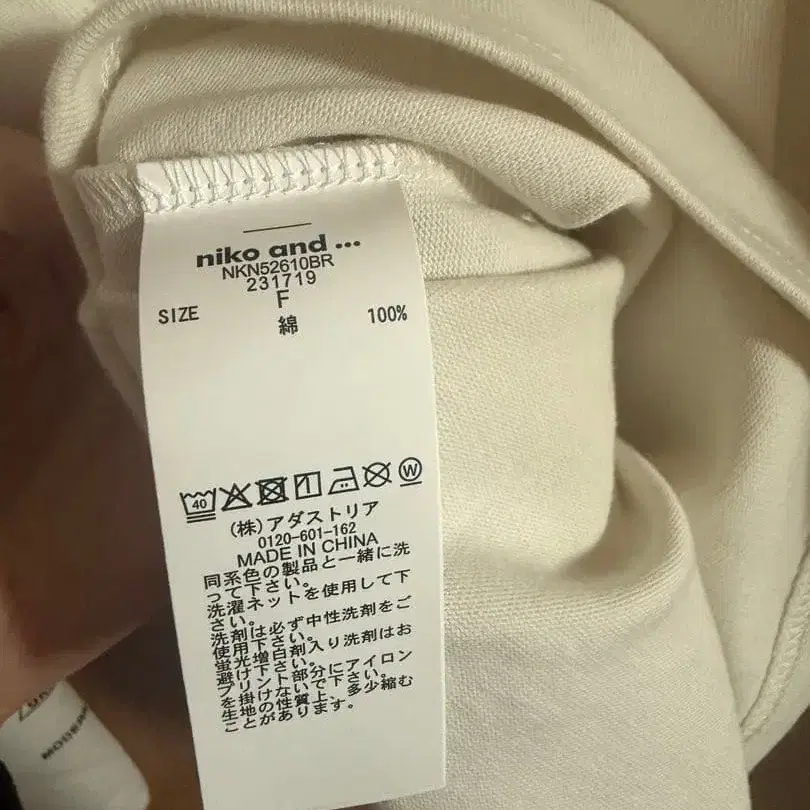 niko and ...
NKN52610BR
231719
SIZE F
綿 100%
40 W
(株)アダストリア
0120-601-162
MADE IN CHINA
同系色の製品と一緒に洗
って下さい。
洗濯ネットを使用して下
さい。
洗剤は必ず中性洗剤をご
使用下さい。
蛍光増白剤入り洗剤はお
避け下さい。
プリント部分にアイロン
を掛けないで下さい。
生地の性質上、多少縮む
ことがあります。